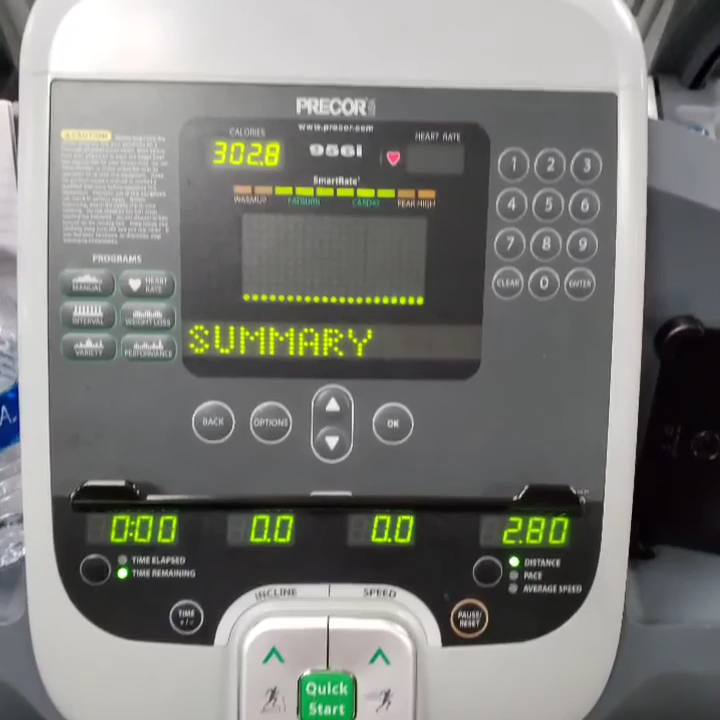 PRECOR USA
www.precor.com
CALORIES
HEART RATE
302.8
956i
CAUTION
SmartRate
WARMUP FATBURN CARDIO PEAK HIGH
1 2 3
4 5 6
7 8 9
CLEAR 0 ENTER
PROGRAMS
MANUAL
HEART RATE
INTERVAL
WEIGHT LOSS
VARIETY
PERFORMANCE
SUMMARY
BACK
OPTIONS
OK
0:00 0.0 0.0 2.80
TIME ELAPSED
TIME REMAINING
DISTANCE
PACE
AVERAGE SPEED
TIME
+/-
INCLINE
SPEED
PAUSE/
RESET
Quick
Start
A.